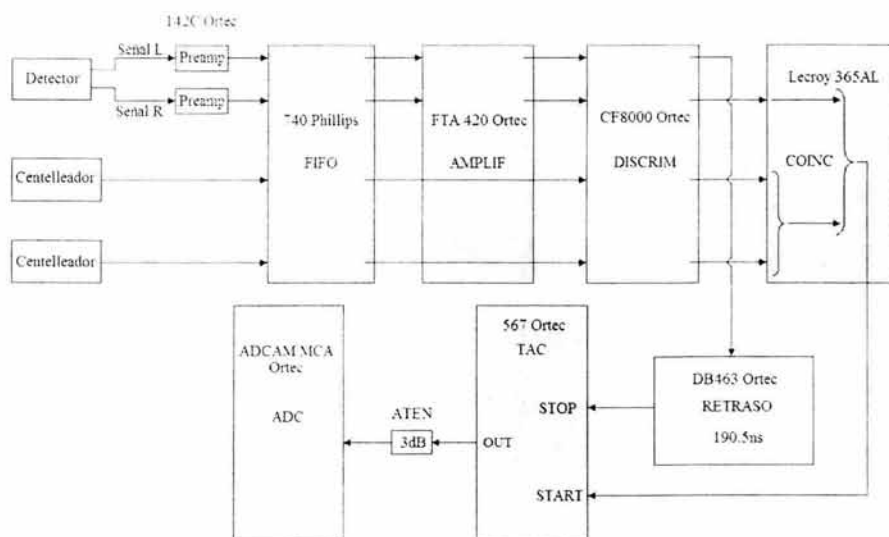 142C Ortec
Señal L
Preamp
Detector
Señal R
Preamp
Centelleador
Centelleador
740 Phillips
FIFO
FTA 420 Ortec
AMPLIF
CF8000 Ortec
DISCRIM
Lecroy 365AL
COINC
ADCAM MCA
Ortec
ADC
ATEN
3dB
567 Ortec
TAC
STOP
OUT
START
DB463 Ortec
RETRASO
190.5ns